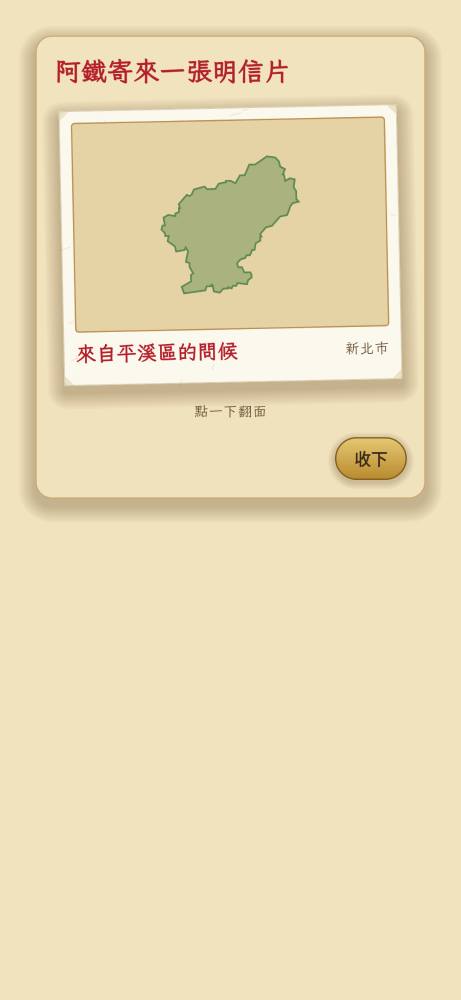 阿鐵寄來一張明信片
來自平溪區的問候
新北市
點一下翻面
收下